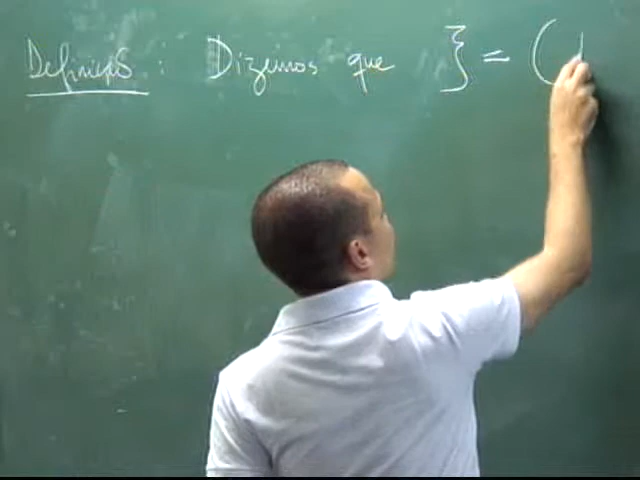 Definição : Dizemos que ξ = (